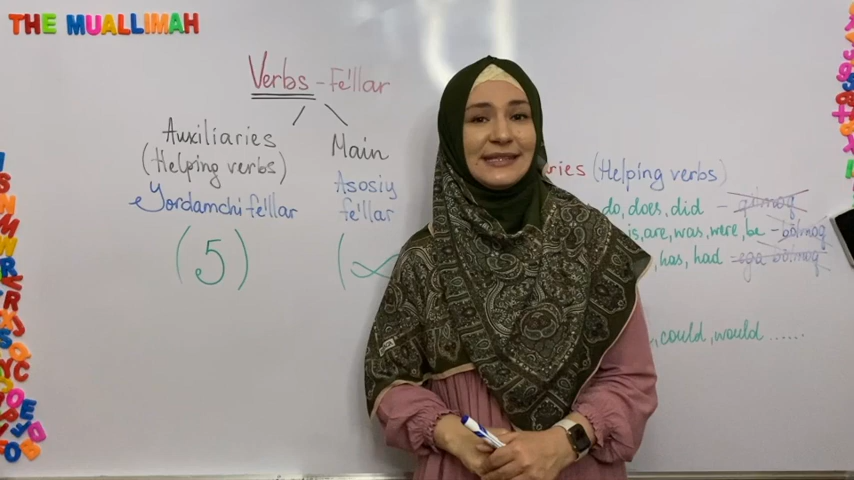 THE MUALLIMAH
Verbs - Fe'llar
Auxiliaries
(Helping verbs)
Yordamchi fe'llar
(5)
Main
Asosiy
fe'llar
(∞
ries (Helping verbs)
do, does, did - qilmoq
is, are, was, were, be - bo'lmoq
, has, had - ega bo'lmoq
, could, would ......